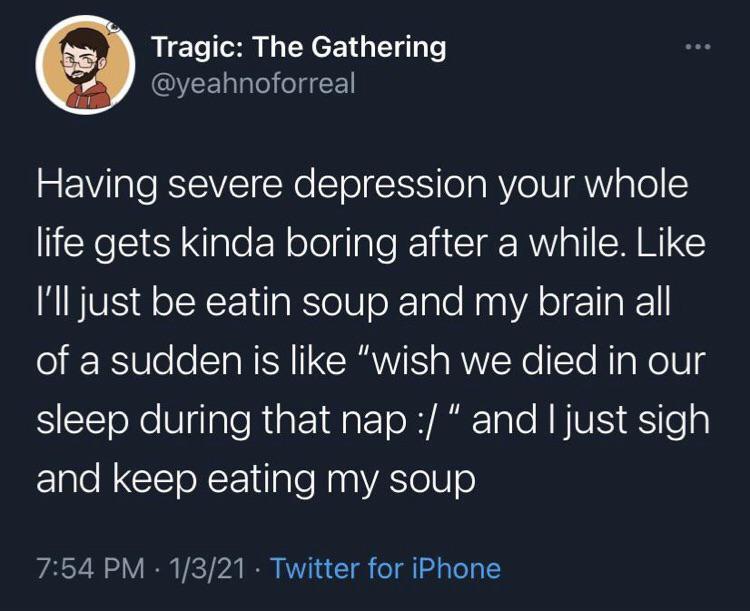 Tragic: The Gathering
@yeahnoforreal
Having severe depression your whole
life gets kinda boring after a while. Like
I’ll just be eatin soup and my brain all
of a sudden is like “wish we died in our
sleep during that nap :/ “ and I just sigh
and keep eating my soup
7:54 PM · 1/3/21 · Twitter for iPhone